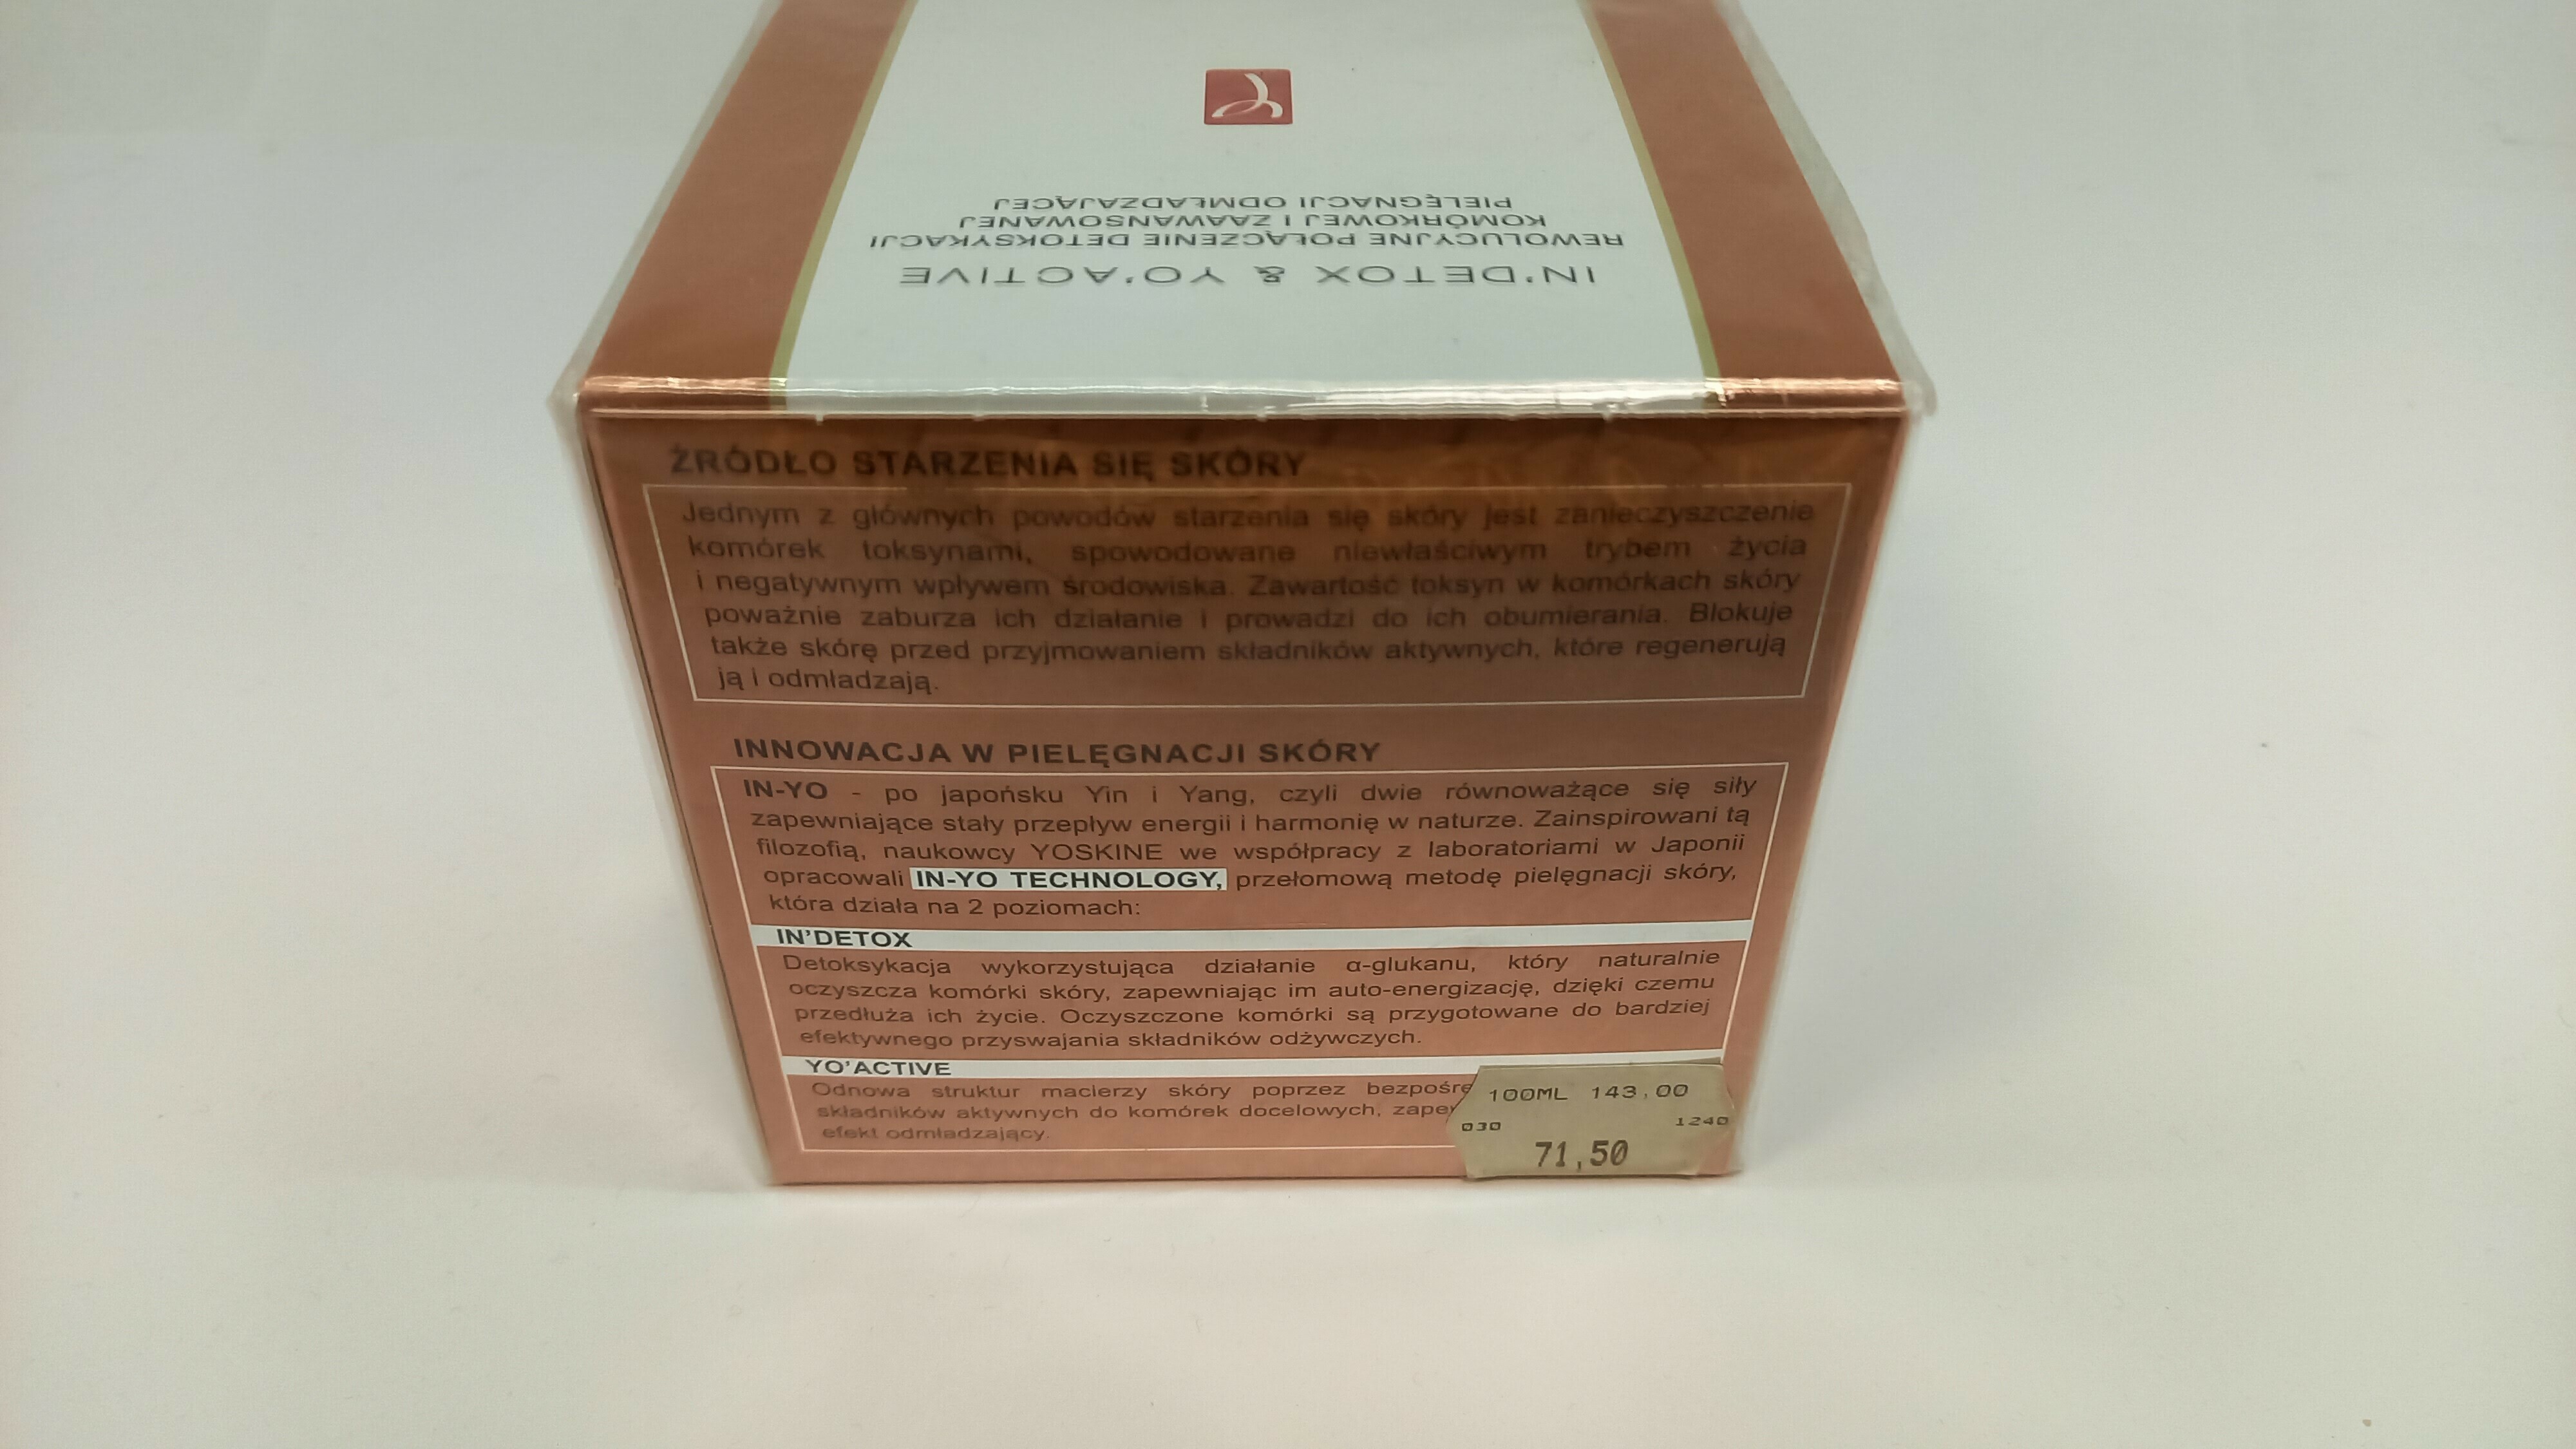 IN'DETOX & YO'ACTIVE
REWOLUCYJNE POŁĄCZENIE DETOKSYKACJI
KOMÓRKOWEJ I ZAAWANSOWANEJ
PIELĘGNACJI ODMŁADZAJĄCEJ
ŹRÓDŁO STARZENIA SIĘ SKÓRY
Jednym z głównych powodów starzenia się skóry jest zanieczyszczenie
komórek toksynami, spowodowane niewłaściwym trybem życia
i negatywnym wpływem środowiska. Zawartość toksyn w komórkach skóry
poważnie zaburza ich działanie i prowadzi do ich obumierania. Blokuje
także skórę przed przyjmowaniem składników aktywnych, które regenerują
ją i odmładzają.
INNOWACJA W PIELĘGNACJI SKÓRY
IN-YO - po japońsku Yin i Yang, czyli dwie równoważące się siły
zapewniające stały przepływ energii i harmonię w naturze. Zainspirowani tą
filozofią, naukowcy YOSKINE we współpracy z laboratoriami w Japonii
opracowali IN-YO TECHNOLOGY, przełomową metodę pielęgnacji skóry,
która działa na 2 poziomach:
IN'DETOX
Detoksykacja wykorzystująca działanie α-glukanu, który naturalnie
oczyszcza komórki skóry, zapewniając im auto-energizację, dzięki czemu
przedłuża ich życie. Oczyszczone komórki są przygotowane do bardziej
efektywnego przyswajania składników odżywczych.
YO'ACTIVE
Odnowa struktur macierzy skóry poprzez bezpośre
składników aktywnych do komórek docelowych, zape
efekt odmładzający.
100ML 143,00
030 1240
71,50